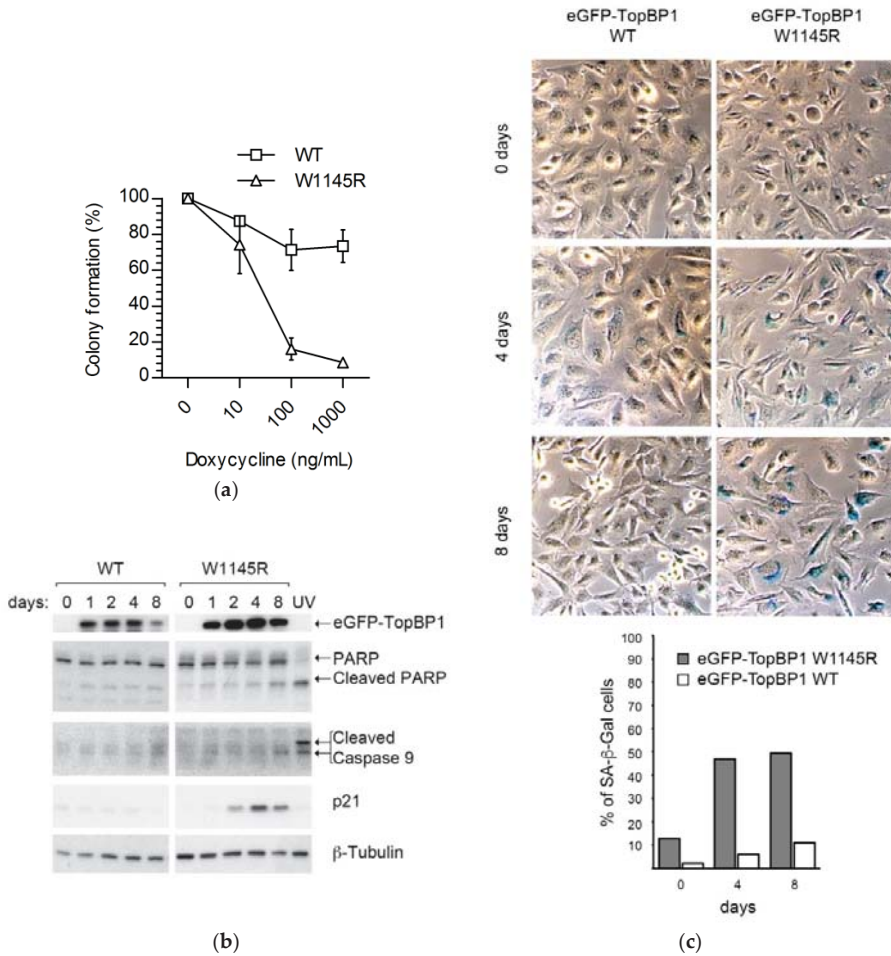 WT
W1145R
100
80
60
40
20
0
Colony formation (%)
0
10
100
1000
Doxycycline (ng/mL)
(a)
eGFP-TopBP1
WT
eGFP-TopBP1
W1145R
0 days
4 days
8 days
WT
W1145R
days: 0 1 2 4 8 0 1 2 4 8 UV
eGFP-TopBP1
PARP
Cleaved PARP
Cleaved
Caspase 9
p21
β-Tubulin
(b)
100
90
80
70
60
50
40
30
20
10
% of SA-β-Gal cells
eGFP-TopBP1 W1145R
eGFP-TopBP1 WT
0
4
8
days
(c)